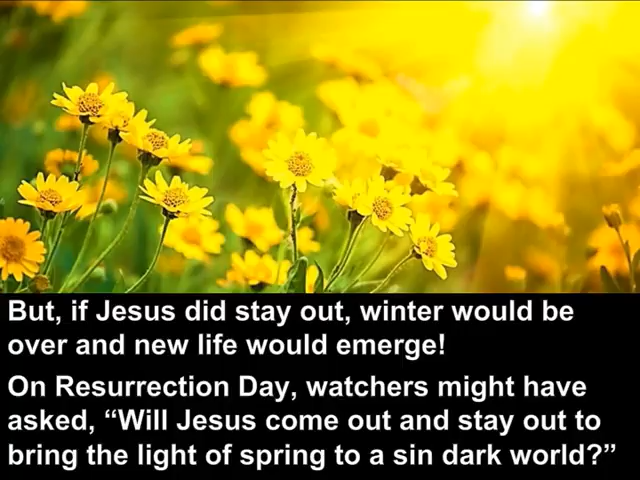 But, if Jesus did stay out, winter would be
over and new life would emerge!
On Resurrection Day, watchers might have
asked, “Will Jesus come out and stay out to
bring the light of spring to a sin dark world?”